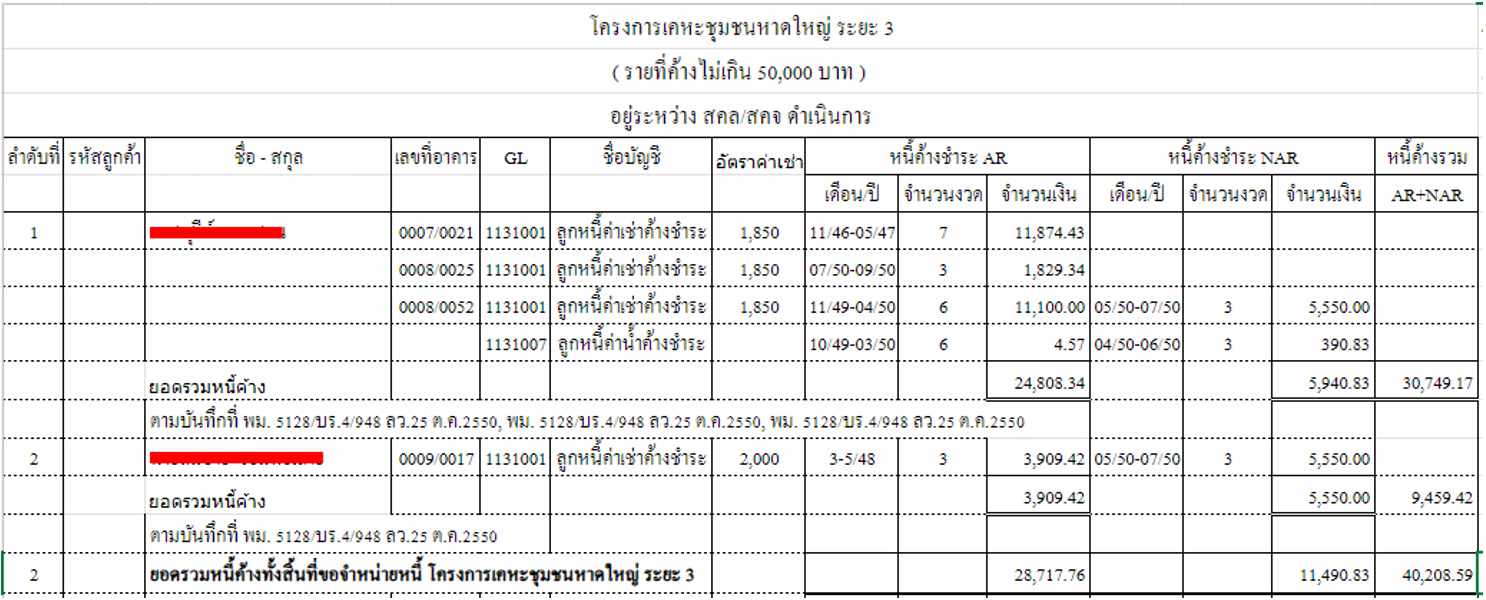 โครงการเคหะชุมชนหาดใหญ่ ระยะ 3
( รายที่ค้างไม่เกิน 50,000 บาท )
อยู่ระหว่าง สคล/สคจ ดำเนินการ
ลำดับที่ รหัสลูกค้า ชื่อ - สกุล เลขที่อาคาร GL ชื่อบัญชี อัตราค่าเช่า หนี้ค้างชำระ AR หนี้ค้างชำระ NAR หนี้ค้างรวม
เดือน/ปี จำนวนงวด จำนวนเงิน เดือน/ปี จำนวนงวด จำนวนเงิน AR+NAR
1 0007/0021 1131001 ลูกหนี้ค่าเช่าค้างชำระ 1,850 11/46-05/47 7 11,874.43
0008/0025 1131001 ลูกหนี้ค่าเช่าค้างชำระ 1,850 07/50-09/50 3 1,829.34
0008/0052 1131001 ลูกหนี้ค่าเช่าค้างชำระ 1,850 11/49-04/50 6 11,100.00 05/50-07/50 3 5,550.00
1131007 ลูกหนี้ค่าน้ำค้างชำระ 10/49-03/50 6 4.57 04/50-06/50 3 390.83
ยอดรวมหนี้ค้าง 24,808.34 5,940.83 30,749.17
ตามบันทึกที่ พม. 5128/บร.4/948 ลว.25 ต.ค.2550, พม. 5128/บร.4/948 ลว.25 ต.ค.2550, พม. 5128/บร.4/948 ลว.25 ต.ค.2550
2 0009/0017 1131001 ลูกหนี้ค่าเช่าค้างชำระ 2,000 3-5/48 3 3,909.42 05/50-07/50 3 5,550.00
ยอดรวมหนี้ค้าง 3,909.42 5,550.00 9,459.42
ตามบันทึกที่ พม. 5128/บร.4/948 ลว.25 ต.ค.2550
2 ยอดรวมหนี้ค้างทั้งสิ้นที่ขอจำหน่ายหนี้ โครงการเคหะชุมชนหาดใหญ่ ระยะ 3 28,717.76 11,490.83 40,208.59